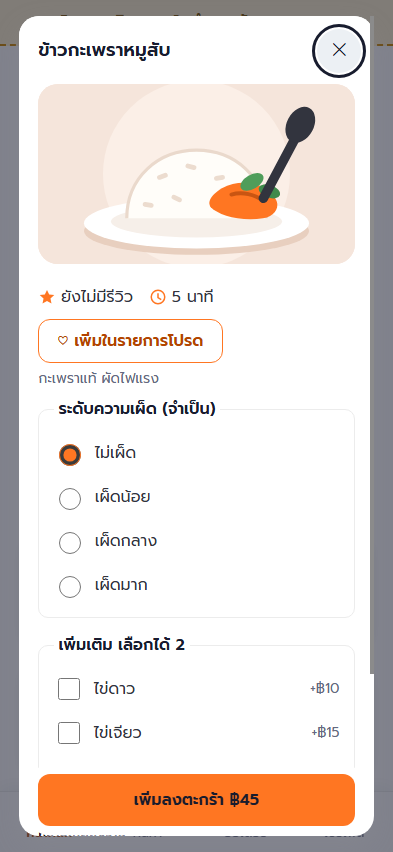 ข้าวกะเพราหมูสับ
ยังไม่มีรีวิว 5 นาที
เพิ่มในรายการโปรด
กะเพราแท้ ผัดไฟแรง
ระดับความเผ็ด (จำเป็น)
ไม่เผ็ด
เผ็ดน้อย
เผ็ดกลาง
เผ็ดมาก
เพิ่มเติม เลือกได้ 2
ไข่ดาว +฿10
ไข่เจียว +฿15
เพิ่มลงตะกร้า ฿45